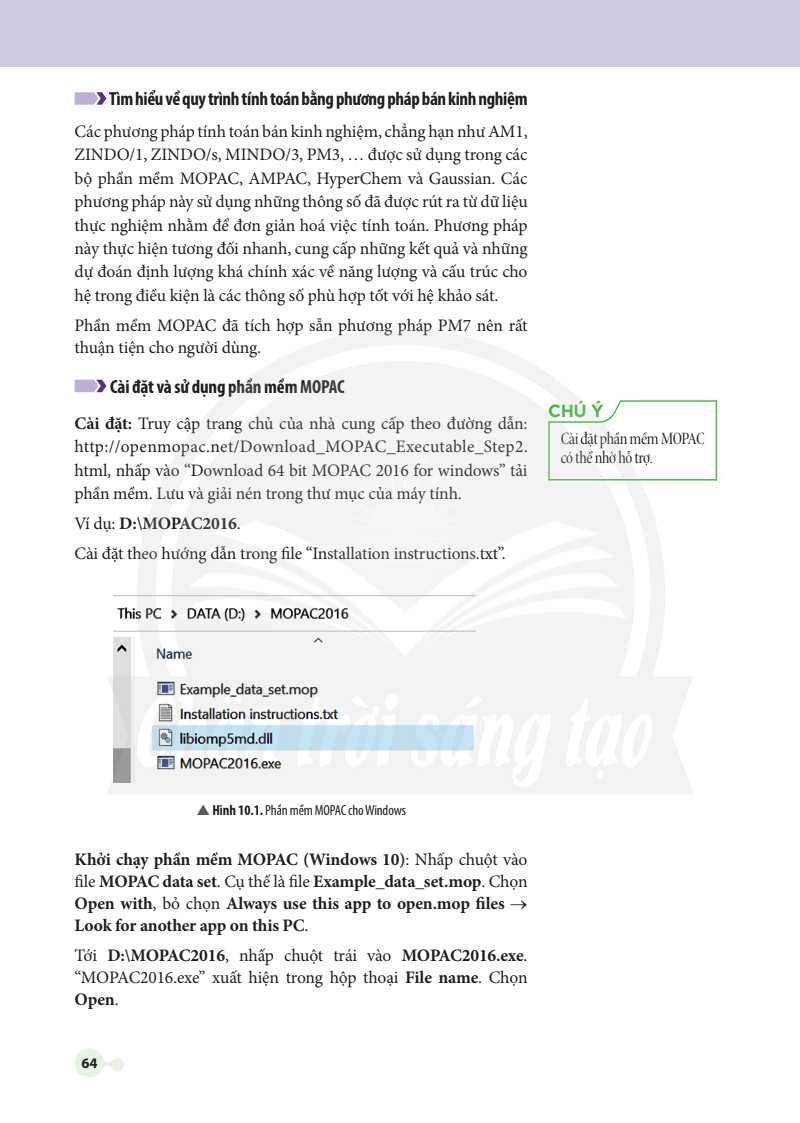 Tìm hiểu về quy trình tính toán bằng phương pháp bán kinh nghiệm
Các phương pháp tính toán bán kinh nghiệm, chẳng hạn như AM1,
ZINDO/1, ZINDO/s, MINDO/3, PM3, … được sử dụng trong các
bộ phần mềm MOPAC, AMPAC, HyperChem và Gaussian. Các
phương pháp này sử dụng những thông số đã được rút ra từ dữ liệu
thực nghiệm nhằm để đơn giản hoá việc tính toán. Phương pháp
này thực hiện tương đối nhanh, cung cấp những kết quả và những
dự đoán định lượng khá chính xác về năng lượng và cấu trúc cho
hệ trong điều kiện là các thông số phù hợp tốt với hệ khảo sát.
Phần mềm MOPAC đã tích hợp sẵn phương pháp PM7 nên rất
thuận tiện cho người dùng.
Cài đặt và sử dụng phần mềm MOPAC
Cài đặt: Truy cập trang chủ của nhà cung cấp theo đường dẫn:
http://openmopac.net/Download_MOPAC_Executable_Step2.
html, nhấp vào “Download 64 bit MOPAC 2016 for windows” tải
phần mềm. Lưu và giải nén trong thư mục của máy tính.
Ví dụ: D:\MOPAC2016.
Cài đặt theo hướng dẫn trong file “Installation instructions.txt”.
CHÚ Ý
Cài đặt phần mềm MOPAC
có thể nhờ hỗ trợ.
This PC > DATA (D:) > MOPAC2016
Name
Example_data_set.mop
Installation instructions.txt
libiomp5md.dll
MOPAC2016.exe
Chân trời sáng tạo
▲ Hình 10.1. Phần mềm MOPAC cho Windows
Khởi chạy phần mềm MOPAC (Windows 10): Nhấp chuột vào
file MOPAC data set. Cụ thể là file Example_data_set.mop. Chọn
Open with, bỏ chọn Always use this app to open.mop files →
Look for another app on this PC.
Tới D:\MOPAC2016, nhấp chuột trái vào MOPAC2016.exe.
“MOPAC2016.exe” xuất hiện trong hộp thoại File name. Chọn
Open.
64